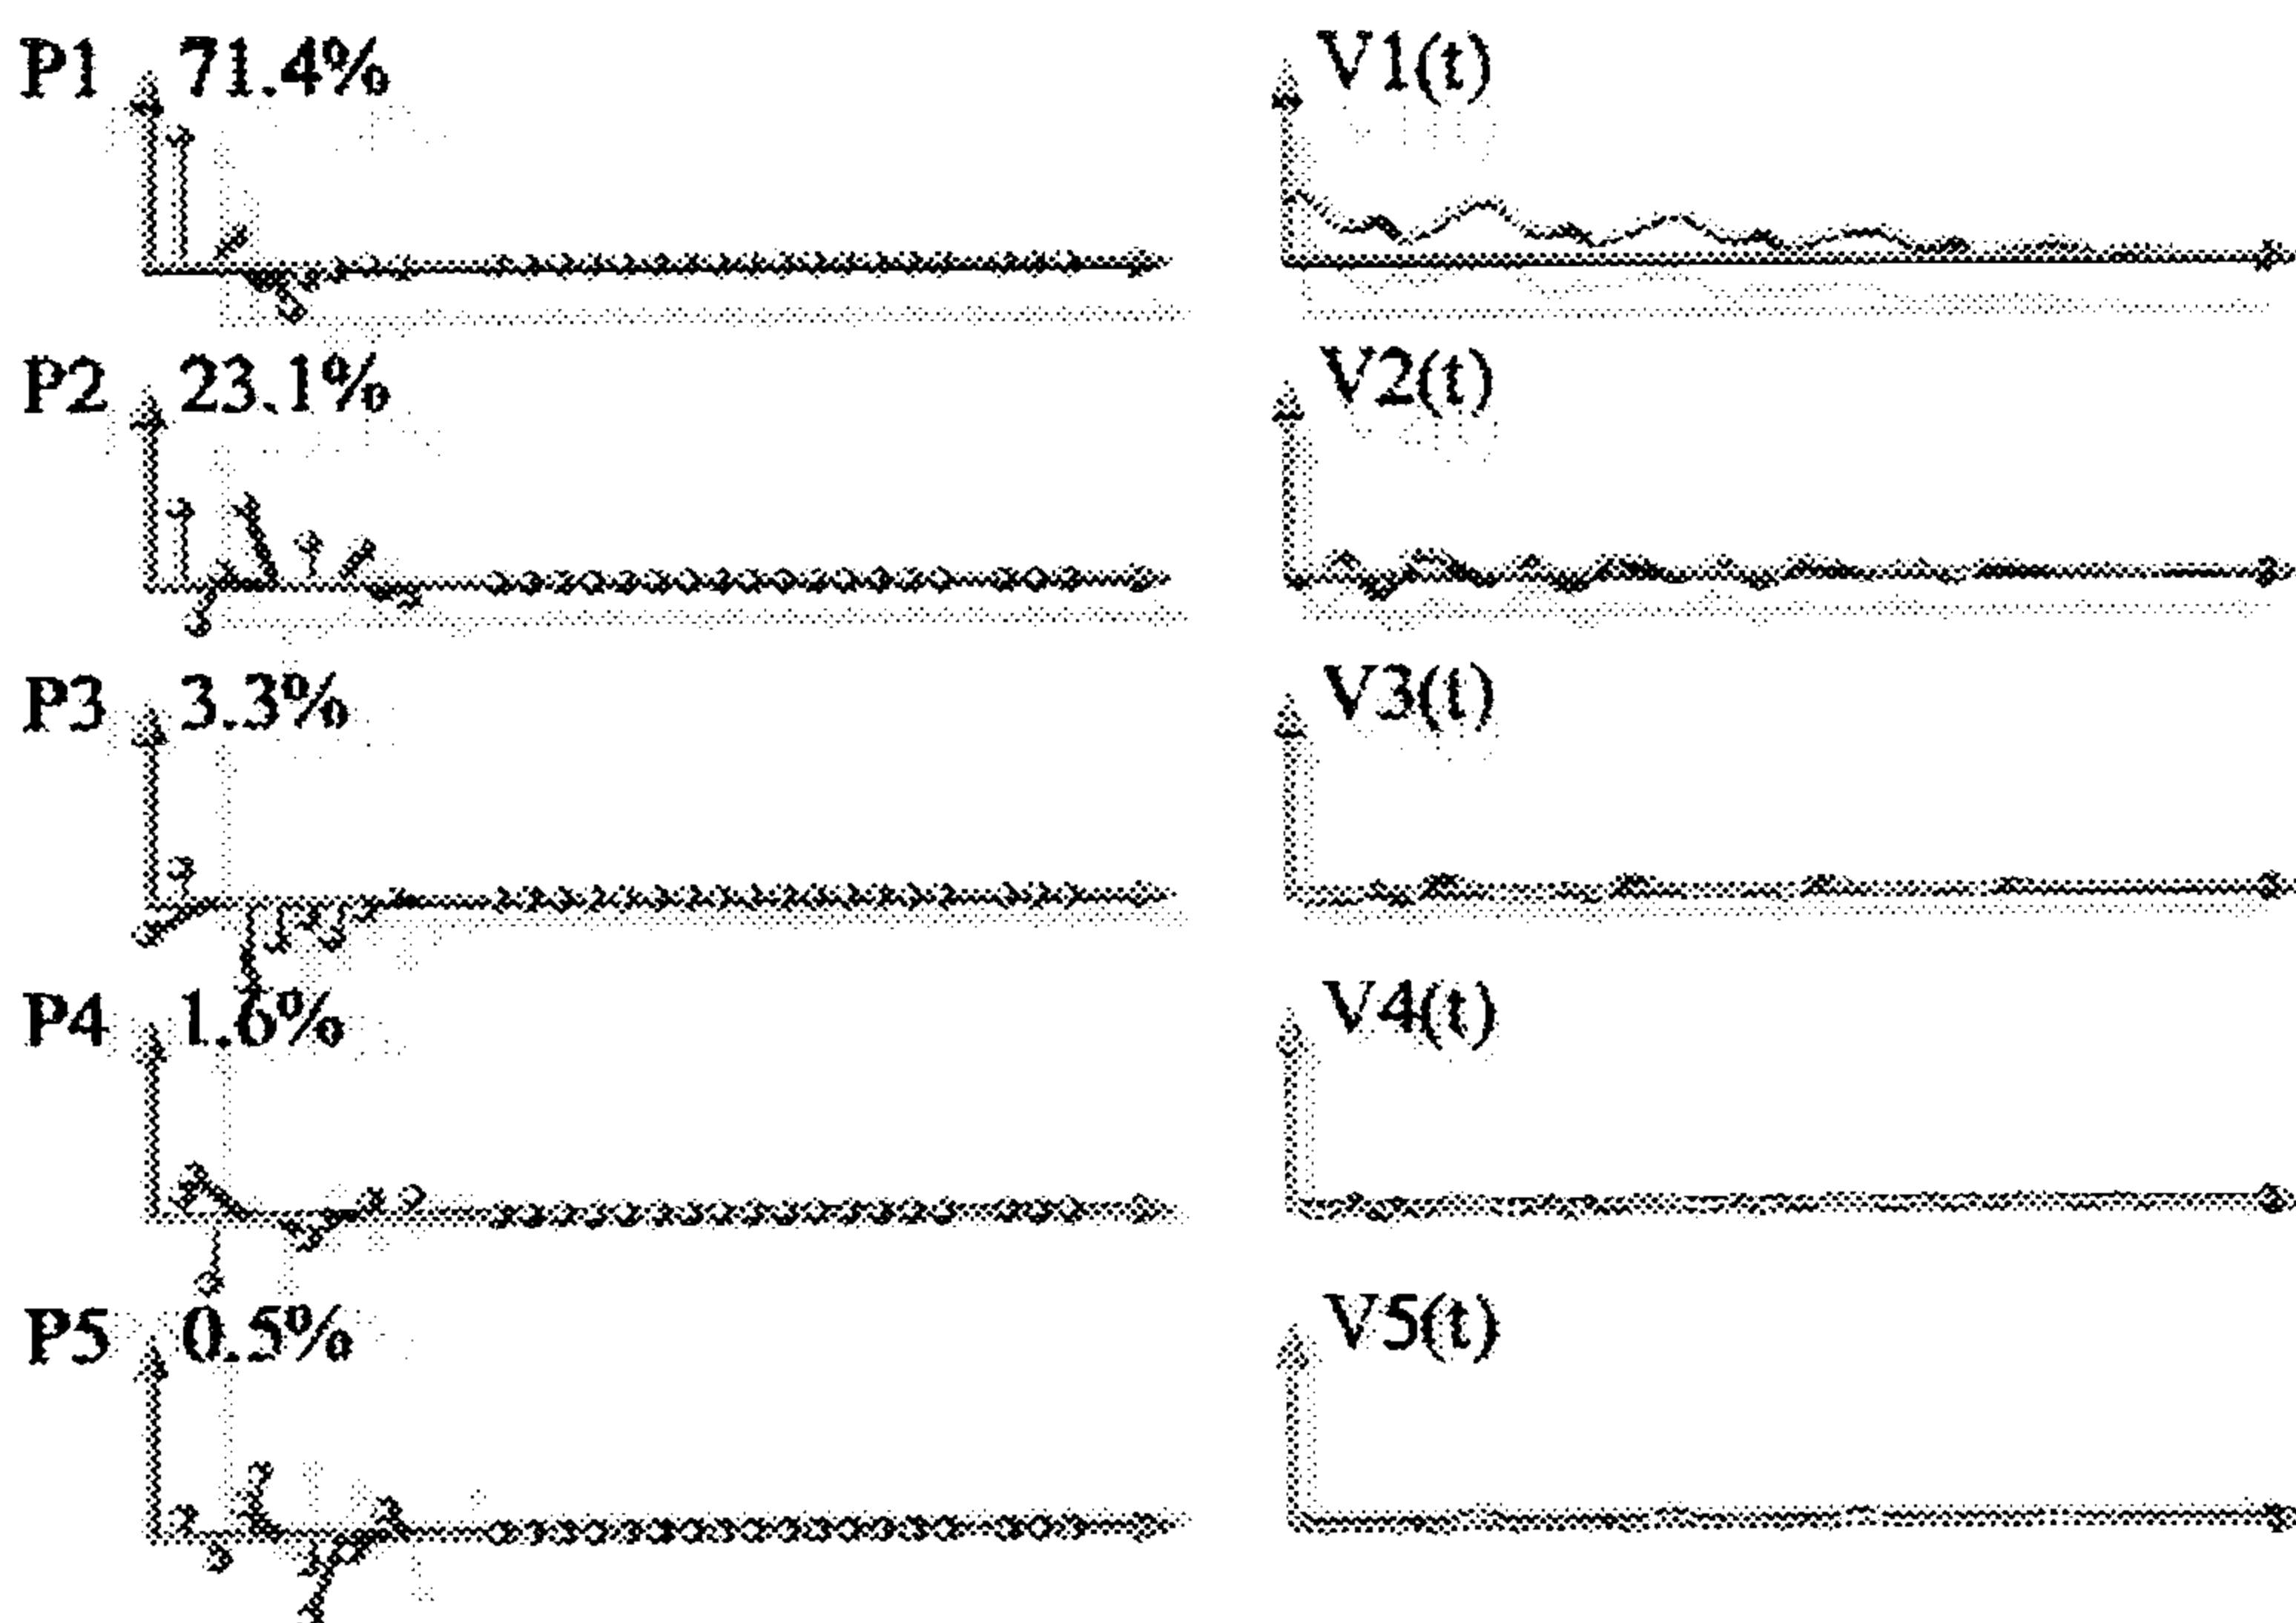 P1 71.4% V1(t)
P2 23.1% V2(t)
P3 3.3% V3(t)
P4 1.6% V4(t)
P5 0.5% V5(t)